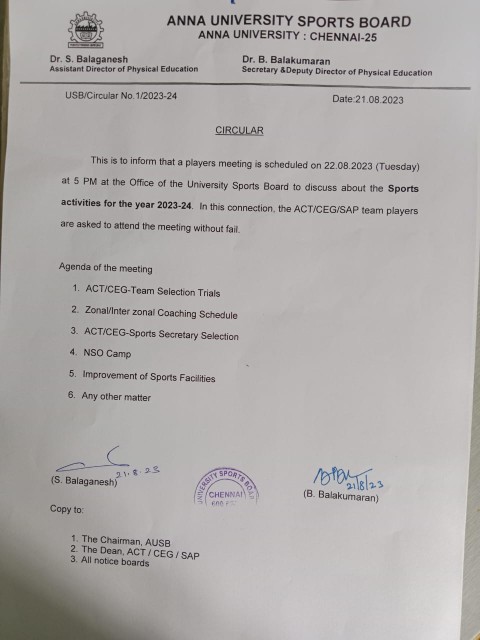 ANNA UNIVERSITY SPORTS BOARD
ANNA UNIVERSITY : CHENNAI-25
Dr. S. Balaganesh
Assistant Director of Physical Education
Dr. B. Balakumaran
Secretary &Deputy Director of Physical Education
USB/Circular No.1/2023-24
Date:21.08.2023
CIRCULAR
This is to inform that a players meeting is scheduled on 22.08.2023 (Tuesday)
at 5 PM at the Office of the University Sports Board to discuss about the Sports
activities for the year 2023-24. In this connection, the ACT/CEG/SAP team players
are asked to attend the meeting without fail.
Agenda of the meeting
1. ACT/CEG-Team Selection Trials
2. Zonal/Inter zonal Coaching Schedule
3. ACT/CEG-Sports Secretary Selection
4. NSO Camp
5. Improvement of Sports Facilities
6. Any other matter
21.8.23
(S. Balaganesh)
UNIVERSITY SPORTS BOAR
CHENNAI
21/8/23
(B. Balakumaran)
Copy to:
1. The Chairman, AUSB
2. The Dean, ACT / CEG / SAP
3. All notice boards